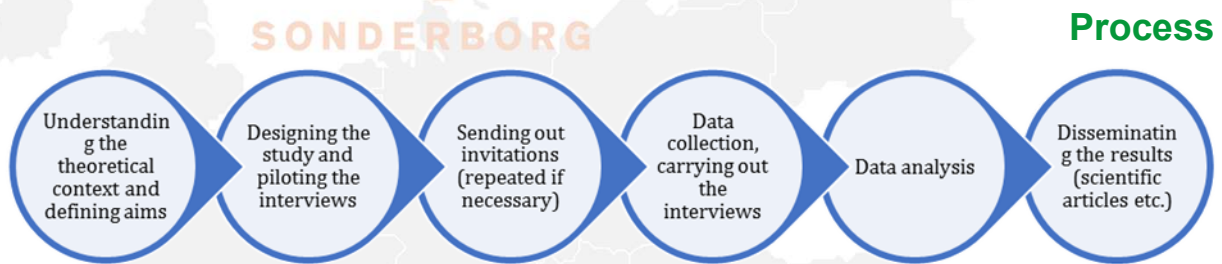 SONDERBORG
Process
Understandin
g the
theoretical
context and
defining aims
Designing the
study and
piloting the
interviews
Sending out
invitations
(repeated if
necessary)
Data
collection,
carrying out
the
interviews
Data analysis
Disseminatin
g the results
(scientific
articles etc.)